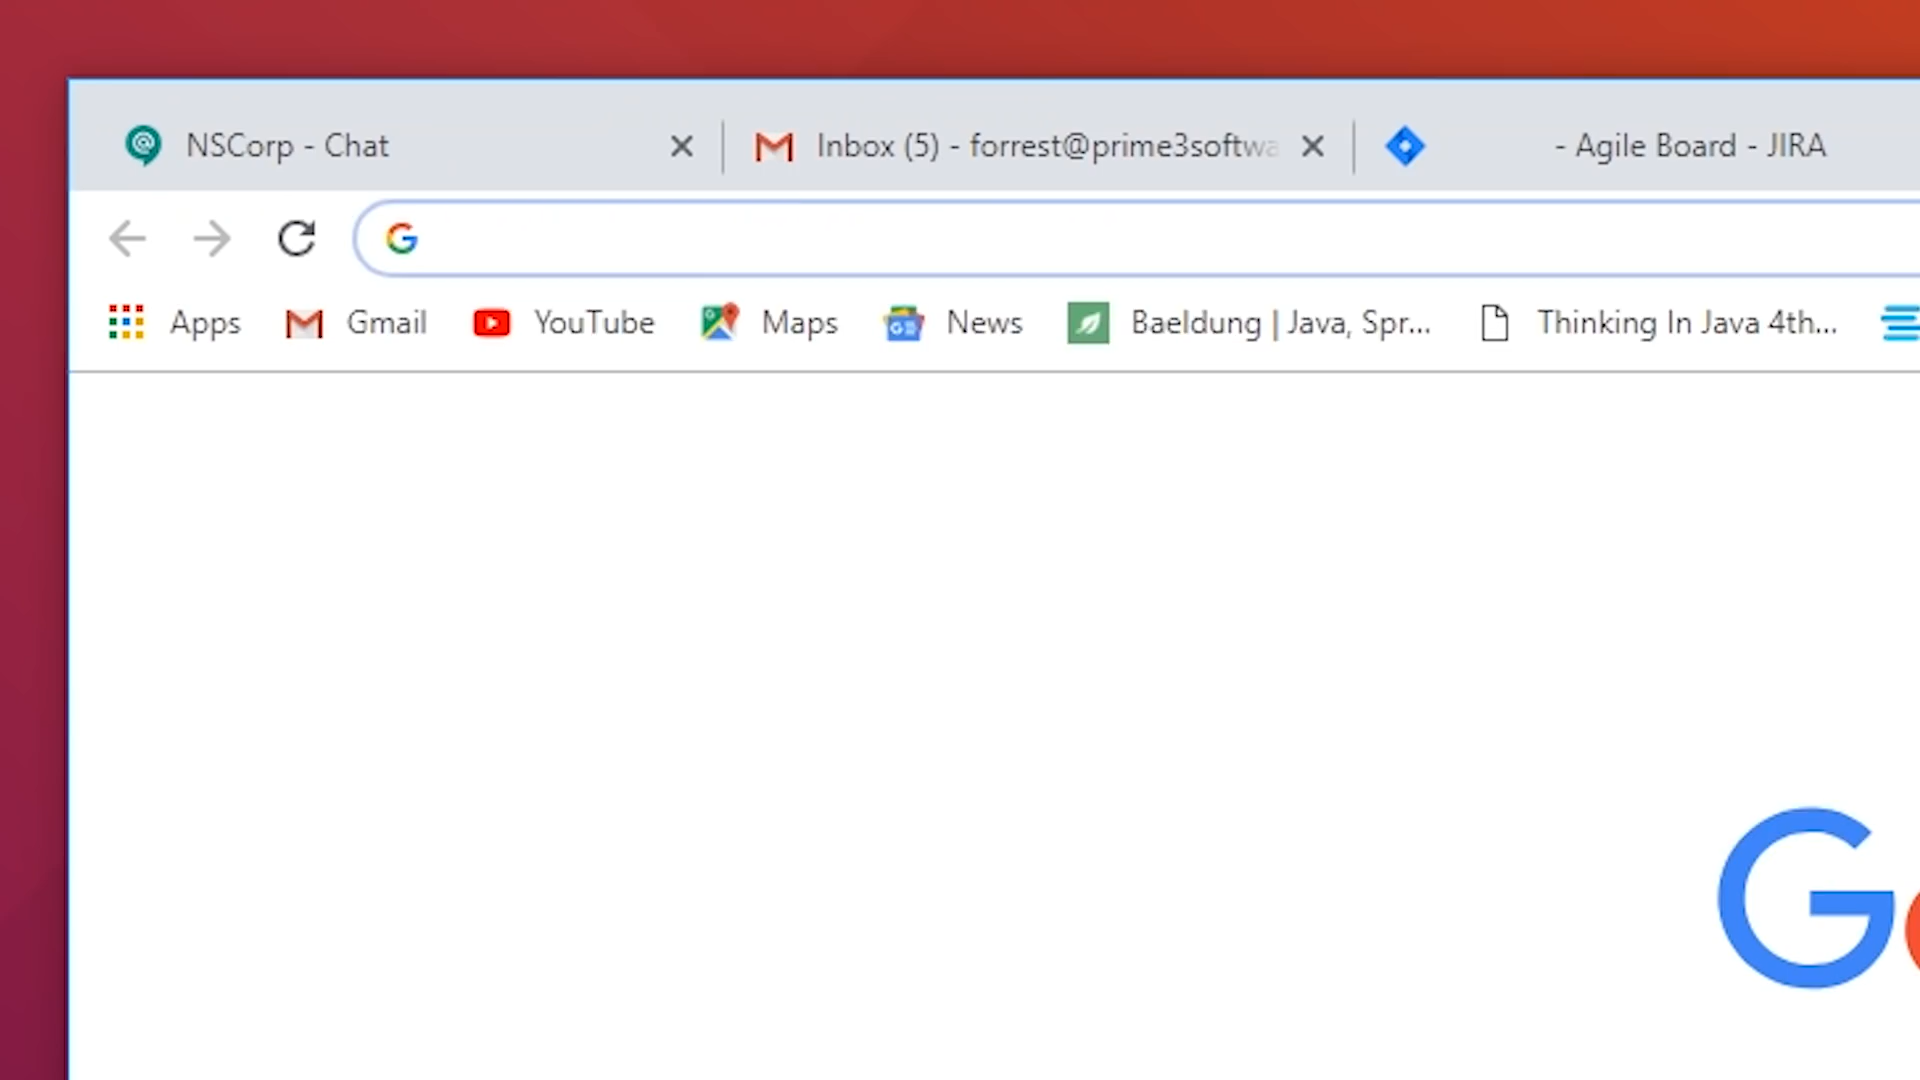 NSCorp - Chat
Inbox (5) - forrest@prime3softwa
- Agile Board - JIRA
Apps Gmail YouTube Maps News Baeldung | Java, Spr... Thinking In Java 4th...
G